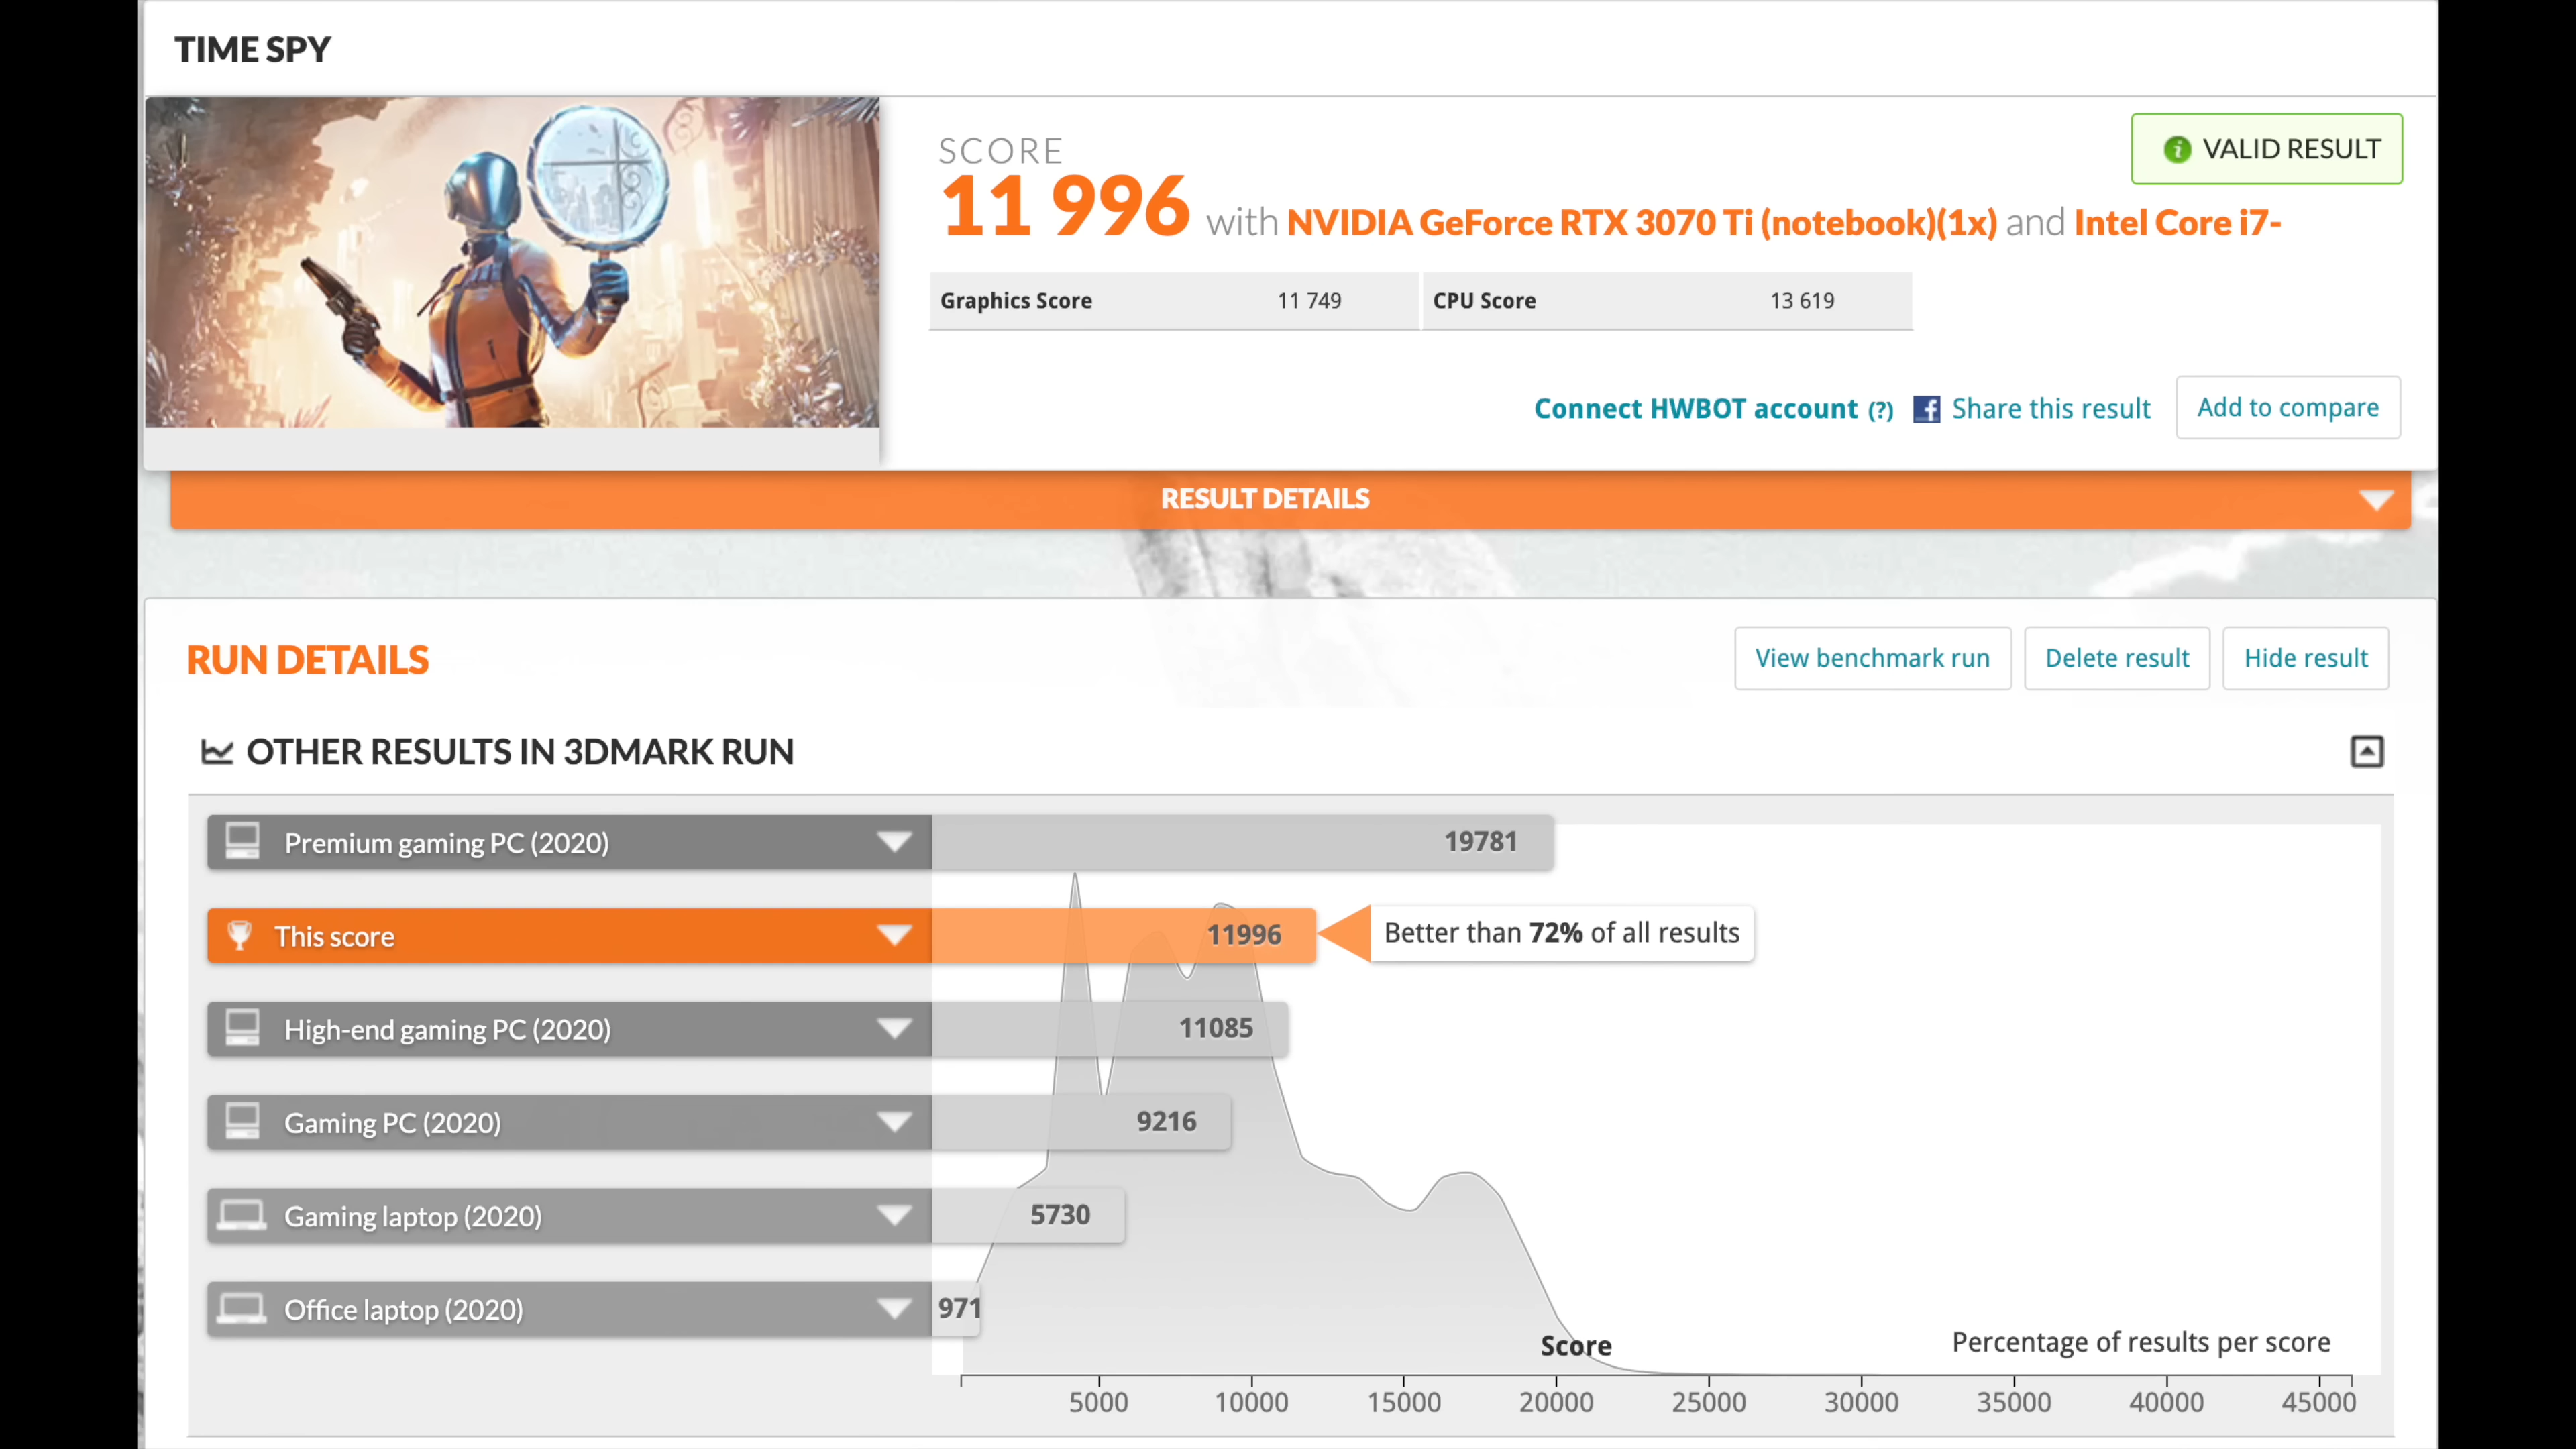 TIME SPY
SCORE
VALID RESULT
11 996 with NVIDIA GeForce RTX 3070 Ti (notebook)(1x) and Intel Core i7-
Graphics Score 11 749 CPU Score 13 619
Connect HWBOT account (?) Share this result Add to compare
RESULT DETAILS
RUN DETAILS View benchmark run Delete result Hide result
OTHER RESULTS IN 3DMARK RUN
Premium gaming PC (2020) 19781
This score 11996 Better than 72% of all results
High-end gaming PC (2020) 11085
Gaming PC (2020) 9216
Gaming laptop (2020) 5730
Office laptop (2020) 971
Score Percentage of results per score
5000 10000 15000 20000 25000 30000 35000 40000 45000